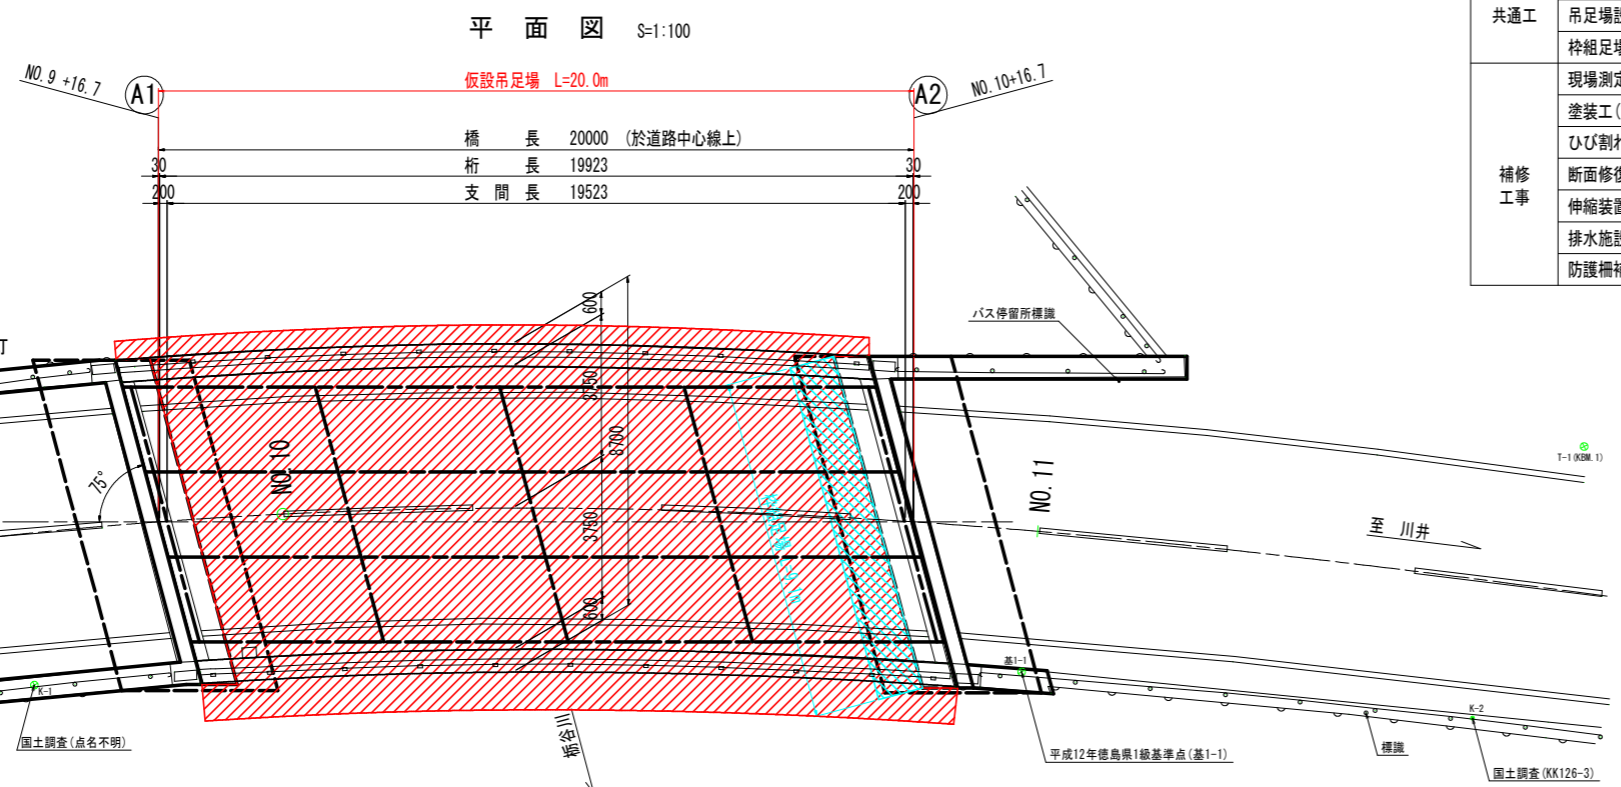 平 面 図 S=1:100
NO.9 +16.7
A1
仮設吊足場 L=20.0m
A2
NO.10+16.7
橋 長 20000 (於道路中心線上)
30
桁 長 19923
30
200
支 間 長 19523
200
共通工
吊足場
枠組足場
補修
工事
現場測定
塗装工(
ひび割れ
断面修復
伸縮装置
排水施設
防護柵補
バス停留所標識
600
3750
8700
3750
600
75°
NO.10
NO.11
T-1(KBM.1)
至 川井
K-1
国土調査(点名不明)
栃谷川
基1-1
平成12年徳島県1級基準点(基1-1)
標識
K-2
国土調査(KK126-3)